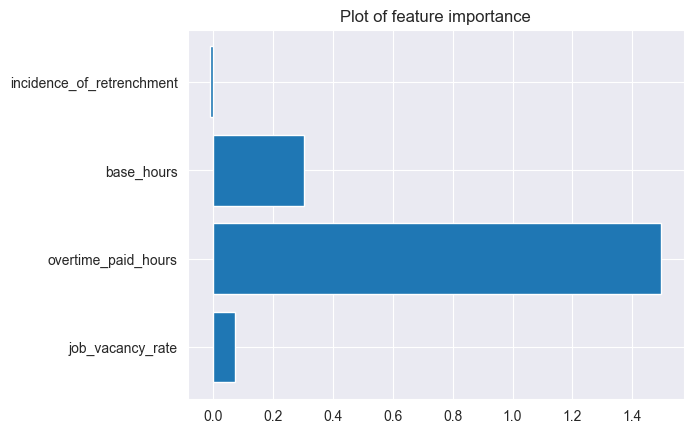 Plot of feature importance
incidence_of_retrenchment
base_hours
overtime_paid_hours
job_vacancy_rate
0.0 0.2 0.4 0.6 0.8 1.0 1.2 1.4